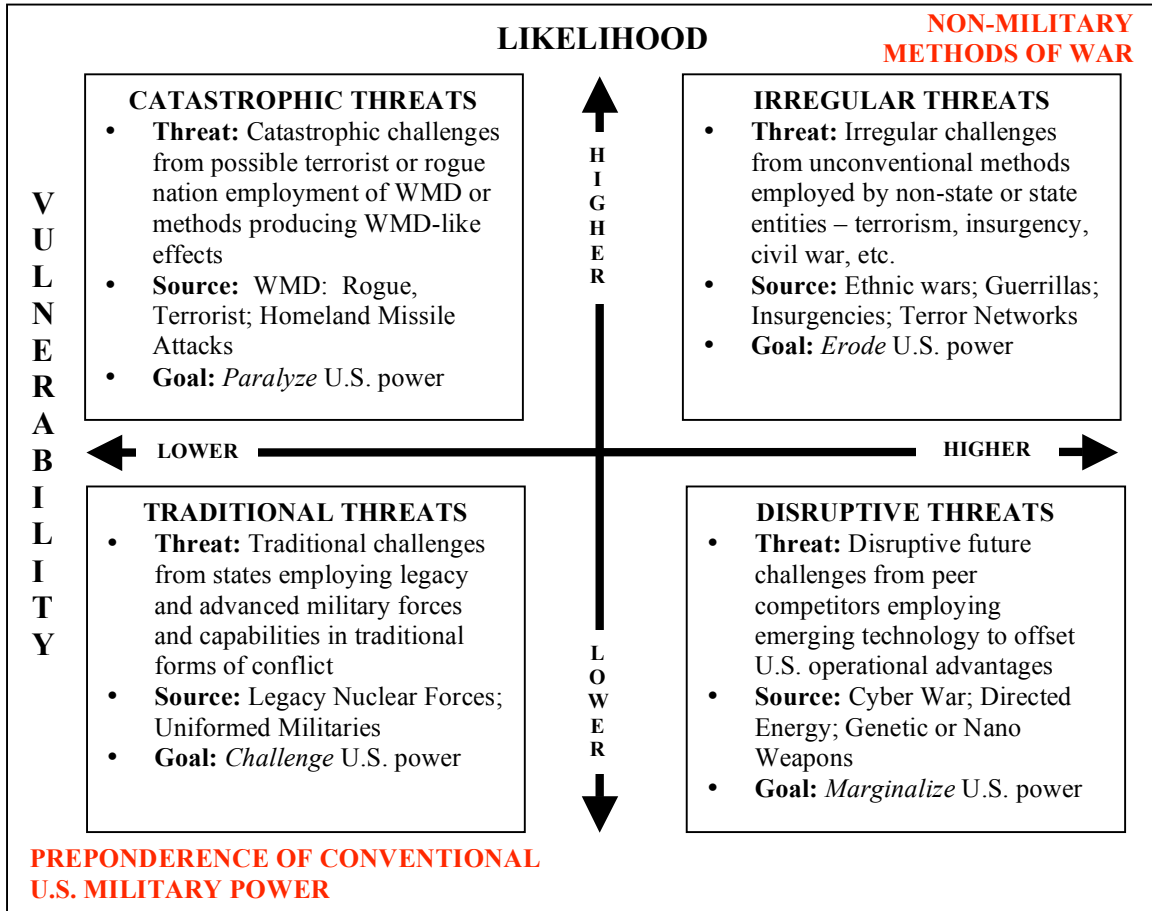 LIKELIHOOD
NON-MILITARY
METHODS OF WAR
VULNERABILITY
CATASTROPHIC THREATS
• Threat: Catastrophic challenges
from possible terrorist or rogue
nation employment of WMD or
methods producing WMD-like
effects
• Source: WMD: Rogue,
Terrorist; Homeland Missile
Attacks
• Goal: Paralyze U.S. power
HIGHER
IRREGULAR THREATS
• Threat: Irregular challenges
from unconventional methods
employed by non-state or state
entities – terrorism, insurgency,
civil war, etc.
• Source: Ethnic wars; Guerrillas;
Insurgencies; Terror Networks
• Goal: Erode U.S. power
LOWER
HIGHER
TRADITIONAL THREATS
• Threat: Traditional challenges
from states employing legacy
and advanced military forces
and capabilities in traditional
forms of conflict
• Source: Legacy Nuclear Forces;
Uniformed Militaries
• Goal: Challenge U.S. power
LOWER
DISRUPTIVE THREATS
• Threat: Disruptive future
challenges from peer
competitors employing
emerging technology to offset
U.S. operational advantages
• Source: Cyber War; Directed
Energy; Genetic or Nano
Weapons
• Goal: Marginalize U.S. power
PREPONDERENCE OF CONVENTIONAL
U.S. MILITARY POWER